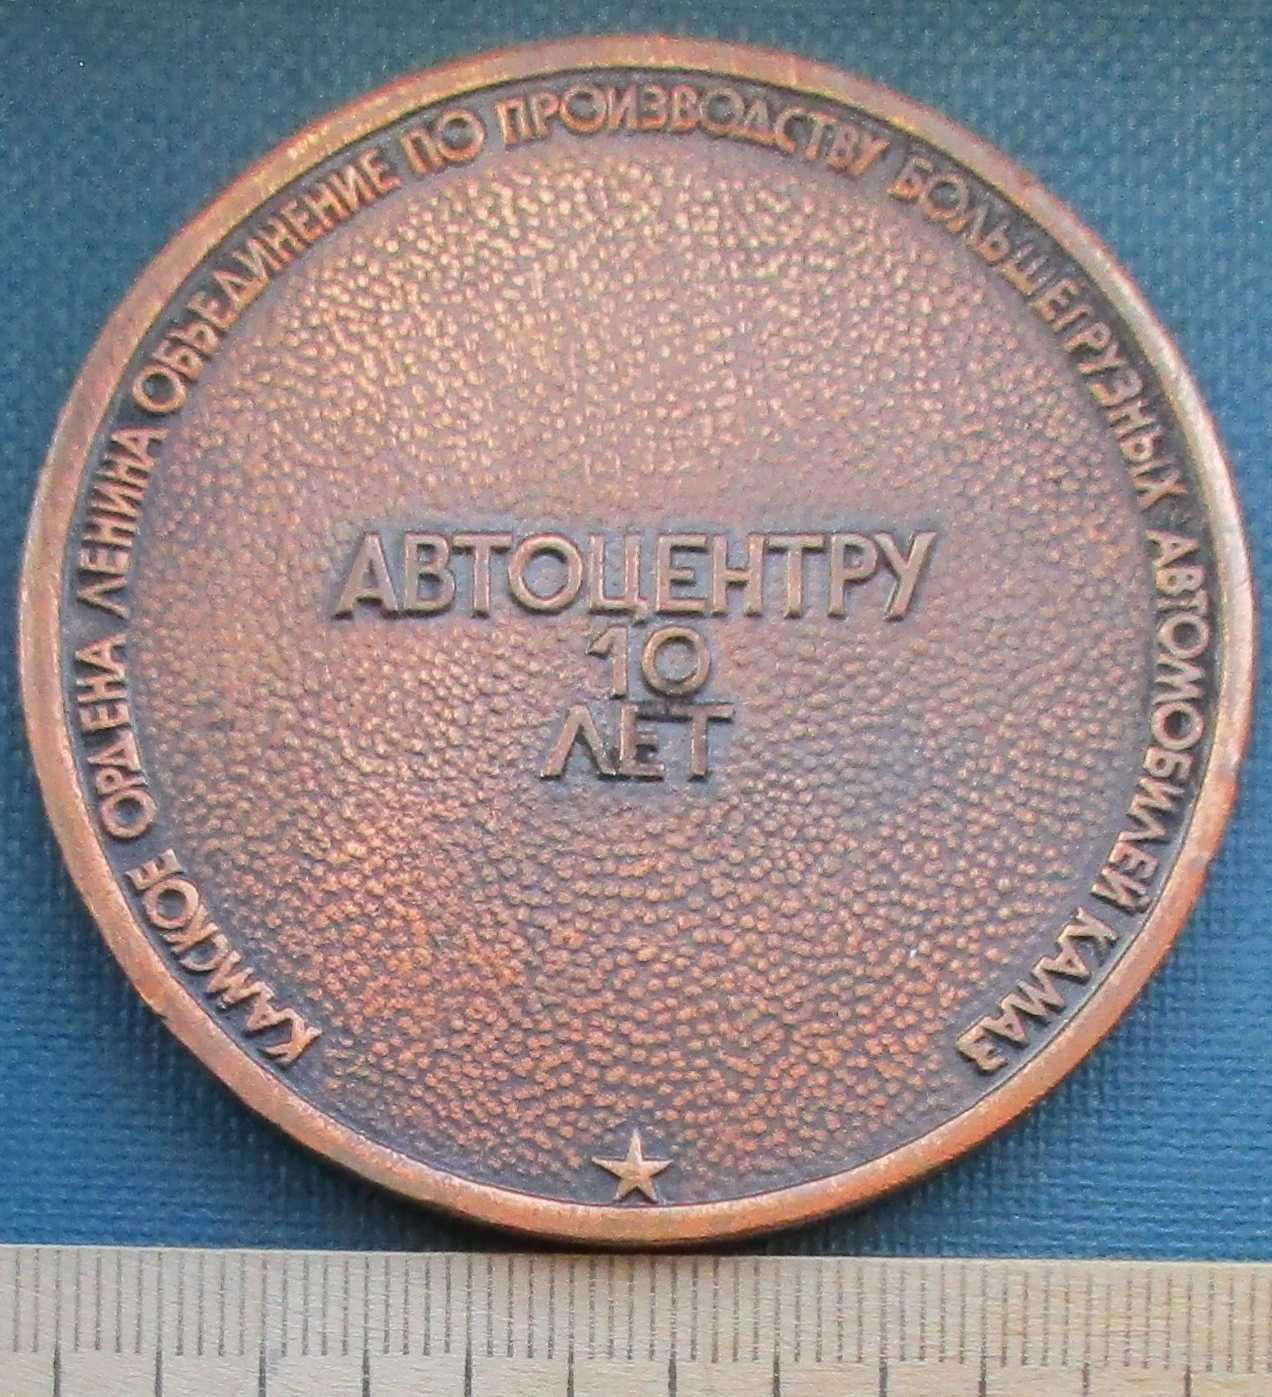 КАМСКОЕ ОРДЕНА ЛЕНИНА ОБЪЕДИНЕНИЕ ПО ПРОИЗВОДСТВУ БОЛЬШЕГРУЗНЫХ АВТОМОБИЛЕЙ КАМАЗ
АВТОЦЕНТРУ
10
ЛЕТ